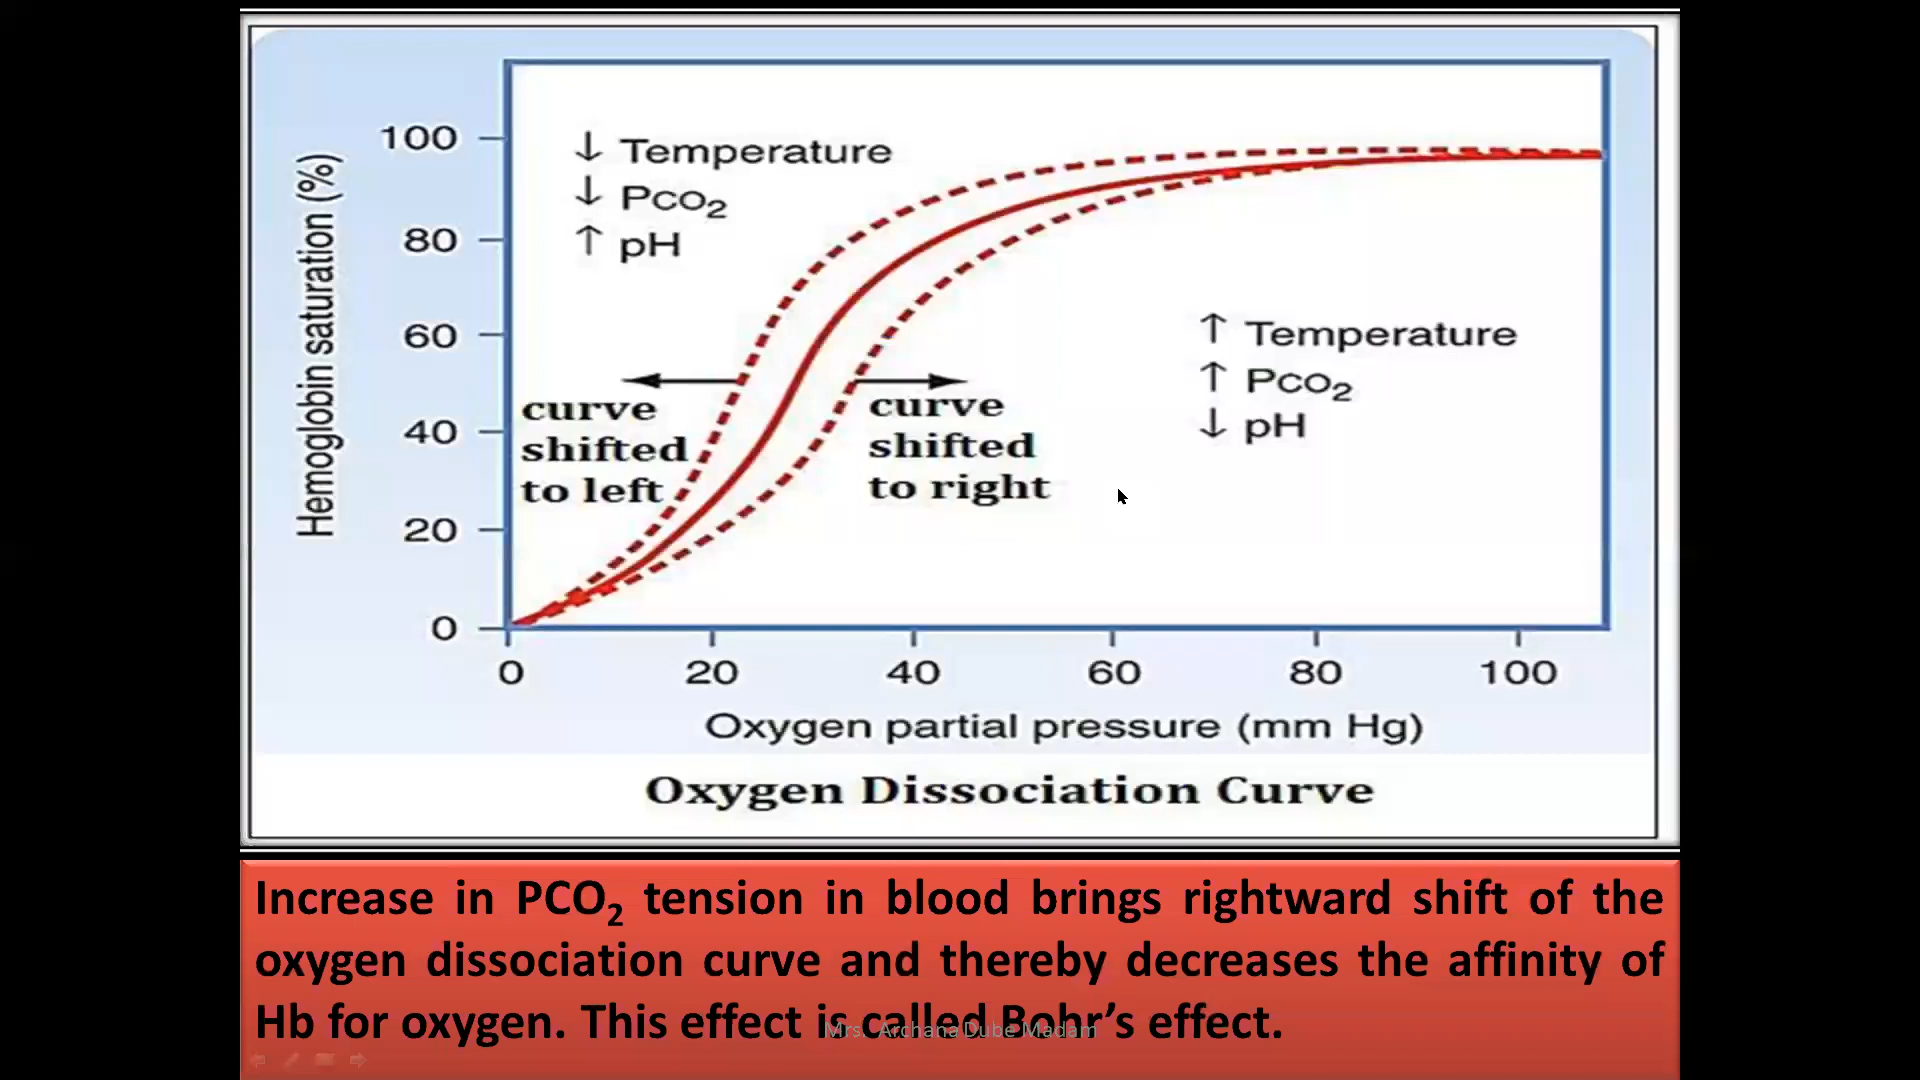 100
80
60
40
20
0
Hemoglobin saturation (%)
↓ Temperature
↓ PCO₂
↑ pH
curve
shifted
to left
curve
shifted
to right
↑ Temperature
↑ PCO₂
↓ pH
0 20 40 60 80 100
Oxygen partial pressure (mm Hg)
Oxygen Dissociation Curve
Increase in PCO₂ tension in blood brings rightward shift of the
oxygen dissociation curve and thereby decreases the affinity of
Hb for oxygen. This effect is called Bohr’s effect.
Mrs. Archana Dube Madam